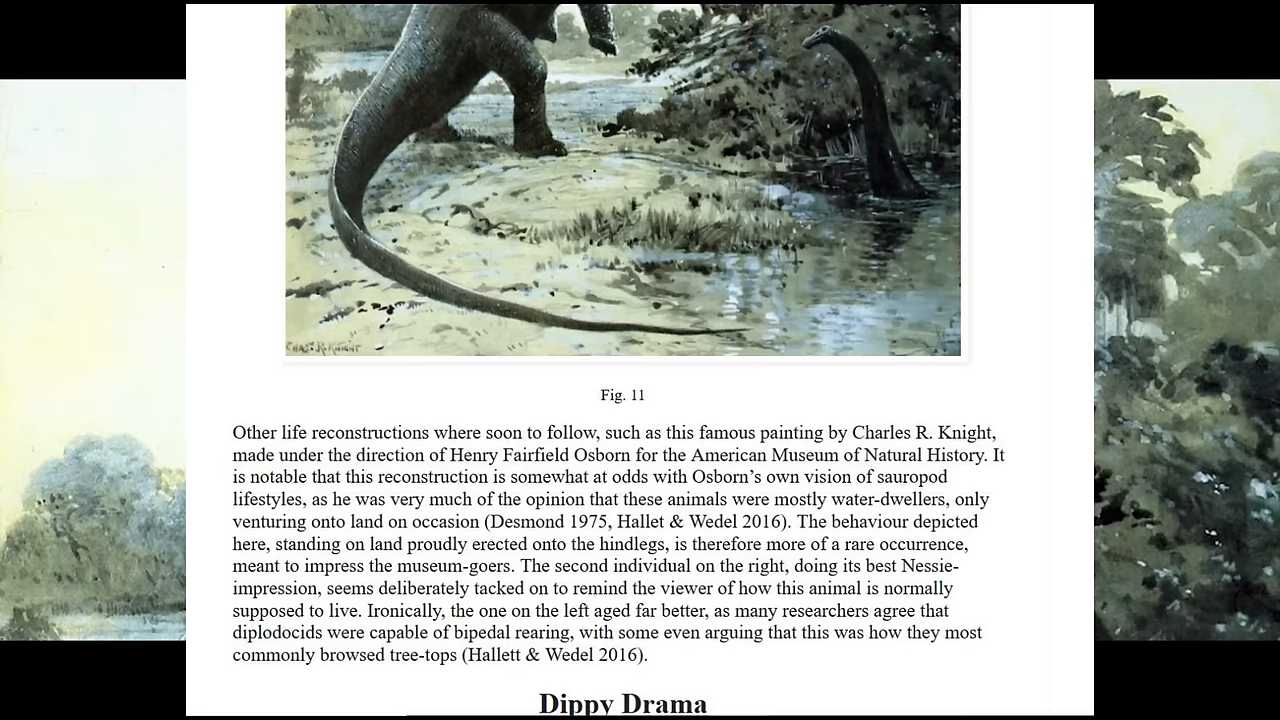 CHAS. R. KNIGHT
Fig. 11
Other life reconstructions where soon to follow, such as this famous painting by Charles R. Knight,
made under the direction of Henry Fairfield Osborn for the American Museum of Natural History. It
is notable that this reconstruction is somewhat at odds with Osborn’s own vision of sauropod
lifestyles, as he was very much of the opinion that these animals were mostly water-dwellers, only
venturing onto land on occasion (Desmond 1975, Hallet & Wedel 2016). The behaviour depicted
here, standing on land proudly erected onto the hindlegs, is therefore more of a rare occurrence,
meant to impress the museum-goers. The second individual on the right, doing its best Nessie-
impression, seems deliberately tacked on to remind the viewer of how this animal is normally
supposed to live. Ironically, the one on the left aged far better, as many researchers agree that
diplodocids were capable of bipedal rearing, with some even arguing that this was how they most
commonly browsed tree-tops (Hallett & Wedel 2016).
Dippy Drama